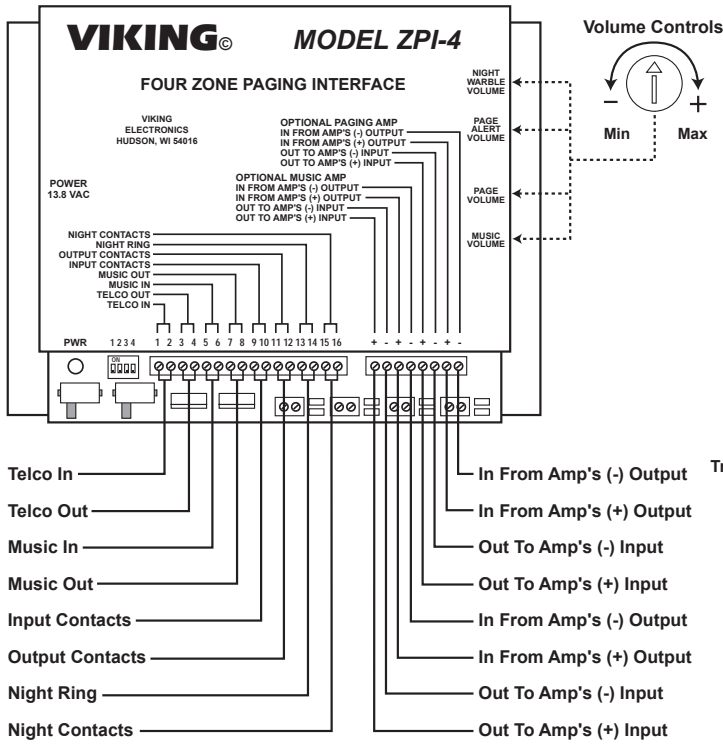 VIKING©
MODEL ZPI-4
Volume Controls
FOUR ZONE PAGING INTERFACE
NIGHT
WARBLE
VOLUME
− +
Min Max
VIKING
ELECTRONICS
HUDSON, WI 54016
OPTIONAL PAGING AMP
IN FROM AMP'S (-) OUTPUT
IN FROM AMP'S (+) OUTPUT
OUT TO AMP'S (-) INPUT
OUT TO AMP'S (+) INPUT
PAGE
ALERT
VOLUME
OPTIONAL MUSIC AMP
IN FROM AMP'S (-) OUTPUT
IN FROM AMP'S (+) OUTPUT
OUT TO AMP'S (-) INPUT
OUT TO AMP'S (+) INPUT
POWER
13.8 VAC
PAGE
VOLUME
MUSIC
VOLUME
NIGHT CONTACTS
NIGHT RING
OUTPUT CONTACTS
INPUT CONTACTS
MUSIC OUT
MUSIC IN
TELCO OUT
TELCO IN
PWR 1 2 3 4 1 2 3 4 5 6 7 8 9 10 11 12 13 14 15 16 + - + - + - + -
ON
Telco In
Telco Out
Music In
Music Out
Input Contacts
Output Contacts
Night Ring
Night Contacts
In From Amp's (-) Output
In From Amp's (+) Output
Out To Amp's (-) Input
Out To Amp's (+) Input
In From Amp's (-) Output
In From Amp's (+) Output
Out To Amp's (-) Input
Out To Amp's (+) Input